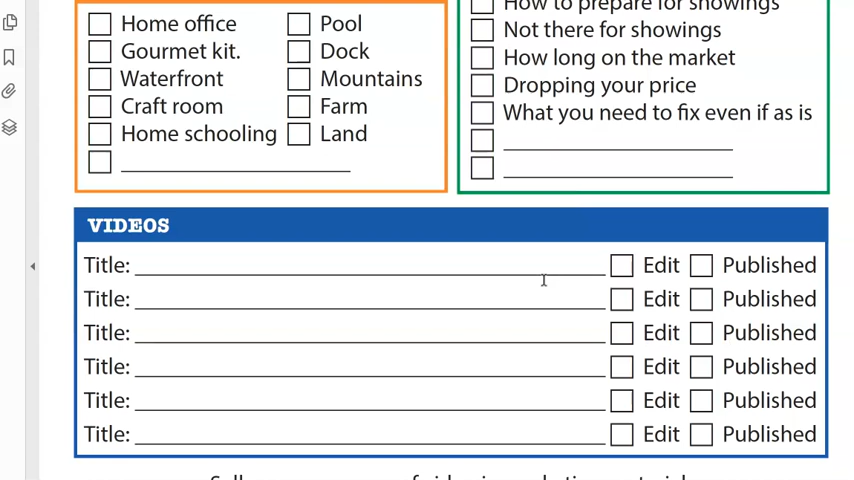 Home office
Gourmet kit.
Waterfront
Craft room
Home schooling
Pool
Dock
Mountains
Farm
Land
How to prepare for showings
Not there for showings
How long on the market
Dropping your price
What you need to fix even if as is
VIDEOS
Title: Edit Published
Title: Edit Published
Title: Edit Published
Title: Edit Published
Title: Edit Published
Title: Edit Published